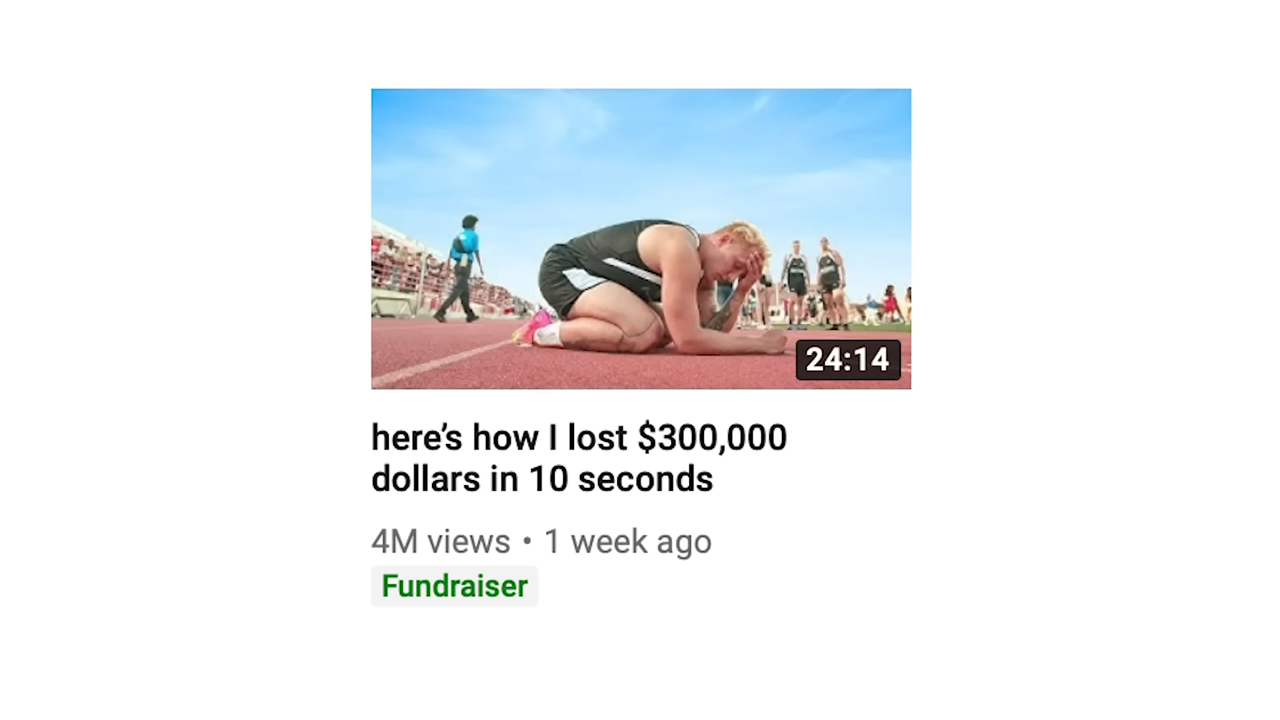 24:14
here’s how I lost $300,000
dollars in 10 seconds
4M views • 1 week ago
Fundraiser